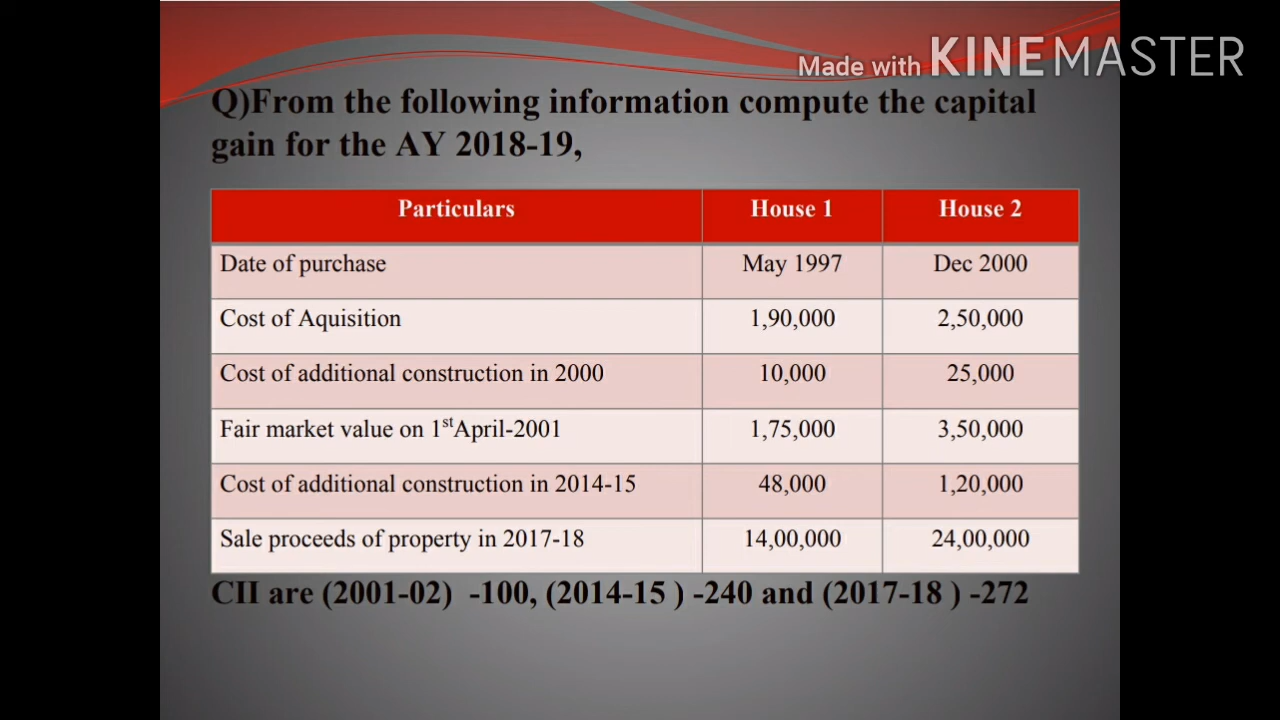 Made with KINEMASTER
Q)From the following information compute the capital
gain for the AY 2018-19,
Particulars House 1 House 2
Date of purchase May 1997 Dec 2000
Cost of Aquisition 1,90,000 2,50,000
Cost of additional construction in 2000 10,000 25,000
Fair market value on 1stApril-2001 1,75,000 3,50,000
Cost of additional construction in 2014-15 48,000 1,20,000
Sale proceeds of property in 2017-18 14,00,000 24,00,000
CII are (2001-02) -100, (2014-15 ) -240 and (2017-18 ) -272